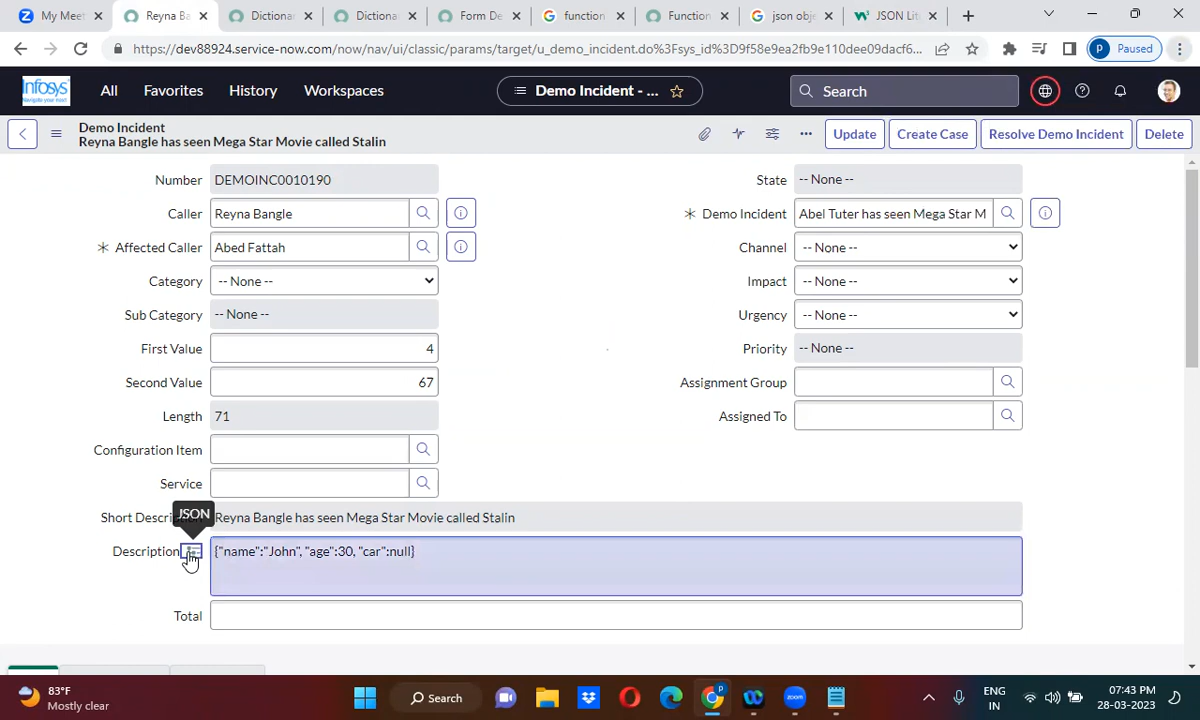 My Meet
Reyna Ba
Dictiona
Dictiona
Form De
function
Function
json obj
JSON Lit
https://dev88924.service-now.com/now/nav/ui/classic/params/target/u_demo_incident.do%3Fsys_id%3D9f58e9ea2fb9e110dee09dacf6...
P Paused
Infosys
Navigate your next
All Favorites History Workspaces
Demo Incident - ...
Search
Demo Incident
Reyna Bangle has seen Mega Star Movie called Stalin
Update
Create Case
Resolve Demo Incident
Delete
Number DEMOINC0010190
State -- None --
Caller Reyna Bangle
Demo Incident Abel Tuter has seen Mega Star M
Affected Caller Abed Fattah
Channel -- None --
Category -- None --
Impact -- None --
Sub Category -- None --
Urgency -- None --
First Value 4
Priority -- None --
Second Value 67
Assignment Group
Length 71
Assigned To
Configuration Item
Service
JSON
Short Descripti Reyna Bangle has seen Mega Star Movie called Stalin
Description {"name":"John", "age":30, "car":null}
Total
83°F
Mostly clear
Search
P
ENG
IN
07:43 PM
28-03-2023